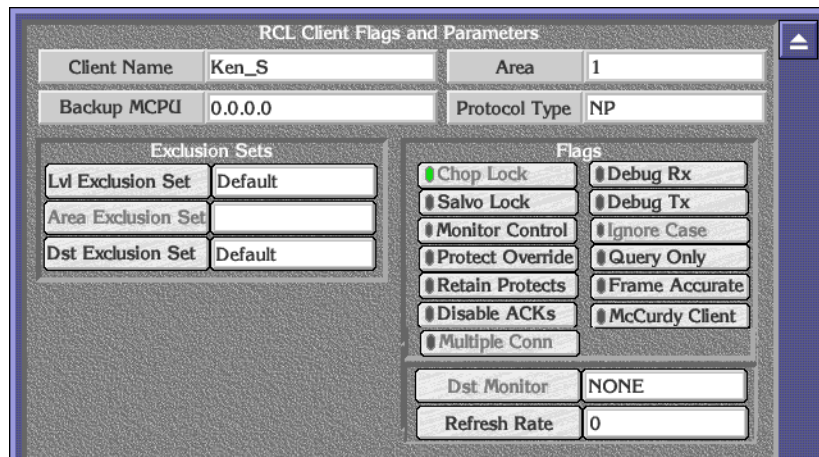 RCL Client Flags and Parameters
Client Name Ken_S Area 1
Backup MCPU 0.0.0.0 Protocol Type NP
Exclusion Sets
Lvl Exclusion Set Default
Area Exclusion Set
Dst Exclusion Set Default
Flags
Chop Lock Debug Rx
Salvo Lock Debug Tx
Monitor Control Ignore Case
Protect Override Query Only
Retain Protects Frame Accurate
Disable ACKs McCurdy Client
Multiple Conn
Dst Monitor NONE
Refresh Rate 0